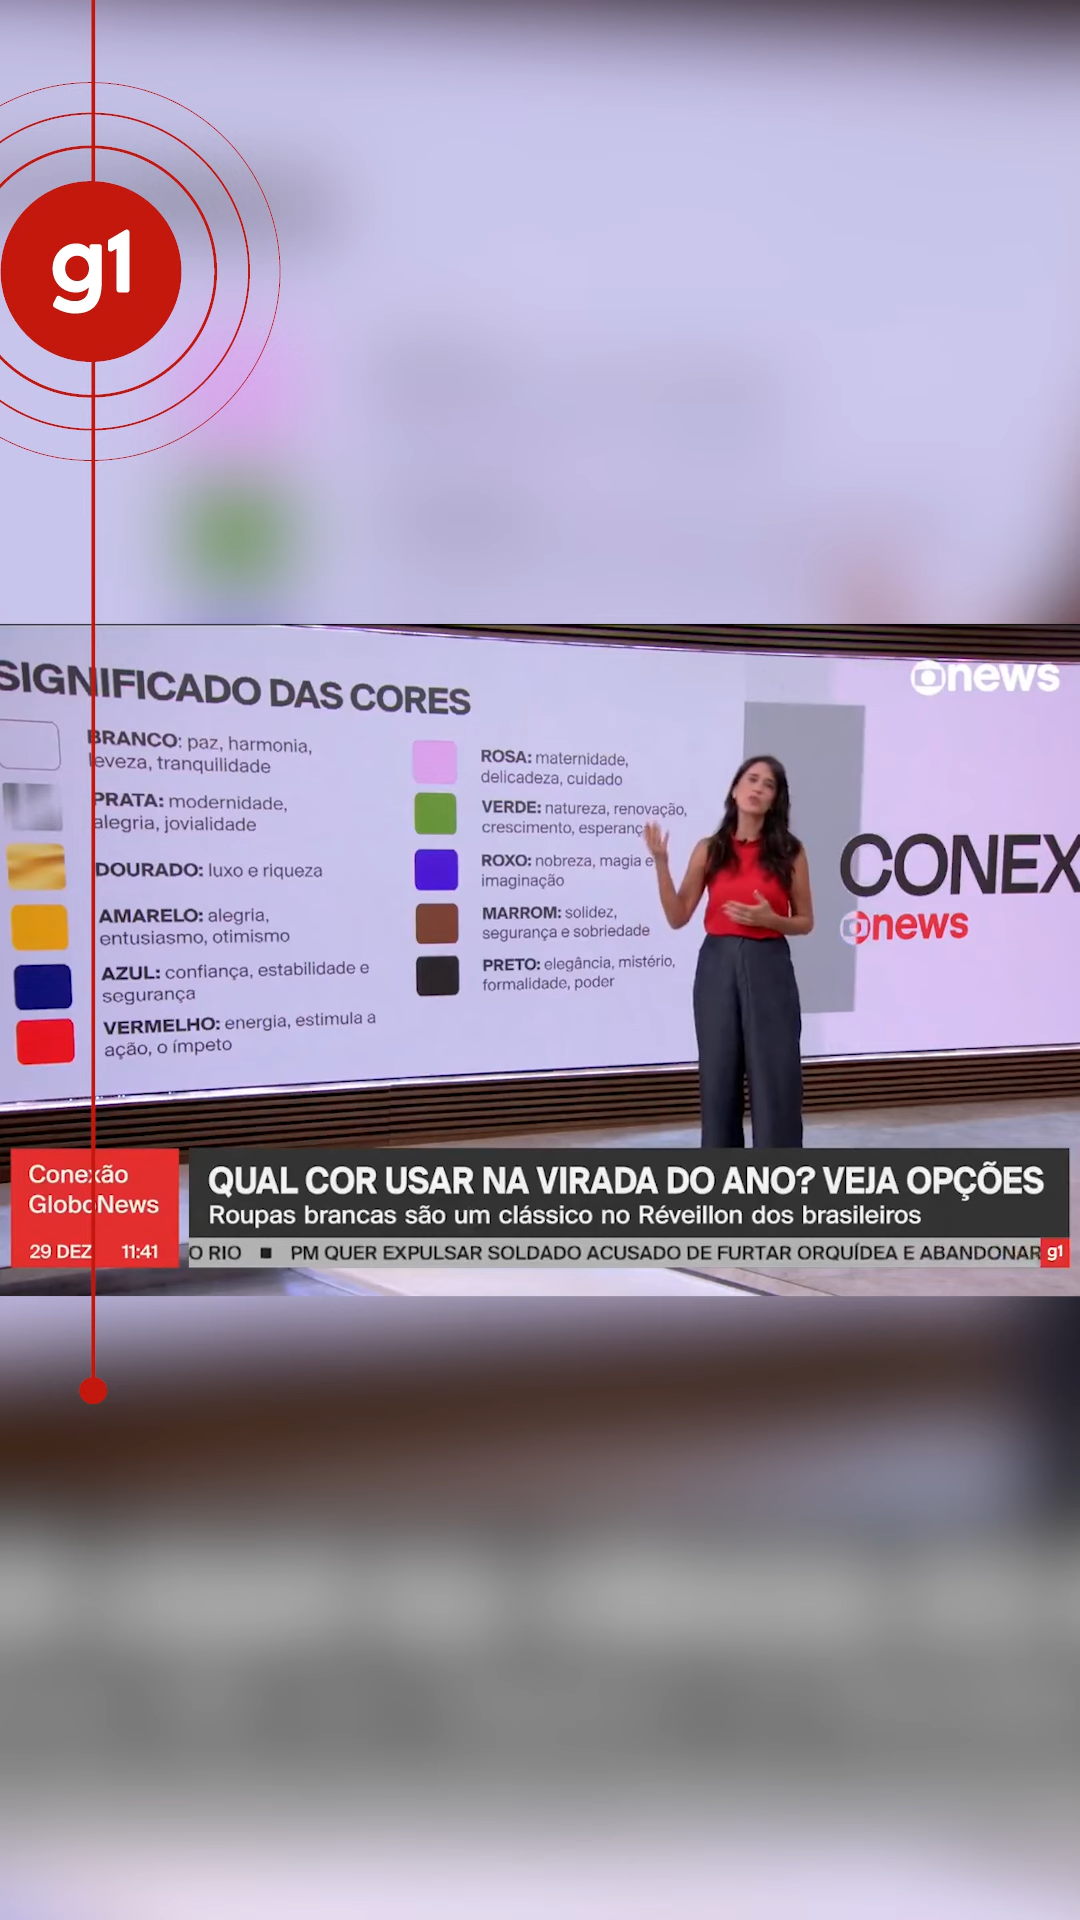 g1
SIGNIFICADO DAS CORES
BRANCO: paz, harmonia,
leveza, tranquilidade
PRATA: modernidade,
alegria, jovialidade
DOURADO: luxo e riqueza
AMARELO: alegria,
entusiasmo, otimismo
AZUL: confiança, estabilidade e
segurança
VERMELHO: energia, estimula a
ação, o ímpeto
ROSA: maternidade,
delicadeza, cuidado
VERDE: natureza, renovação,
crescimento, esperanç
ROXO: nobreza, magia e
imaginação
MARROM: solidez,
segurança e sobriedade
PRETO: elegância, mistério,
formalidade, poder
news
CONEX
news
Conexão
GloboNews
29 DEZ 11:41
QUAL COR USAR NA VIRADA DO ANO? VEJA OPÇÕES
Roupas brancas são um clássico no Réveillon dos brasileiros
O RIO ■ PM QUER EXPULSAR SOLDADO ACUSADO DE FURTAR ORQUÍDEA E ABANDONAR g1